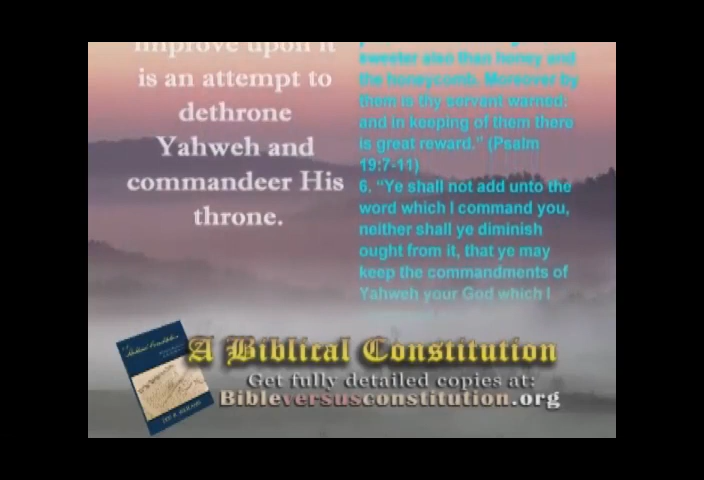 improve upon it
is an attempt to
dethrone
Yahweh and
commandeer His
throne.
sweeter also than honey and
the honeycomb. Moreover by
them is thy servant warned:
and in keeping of them there
is great reward." (Psalm
19:7-11)
6. "Ye shall not add unto the
word which I command you,
neither shall ye diminish
ought from it, that ye may
keep the commandments of
Yahweh your God which I
A Biblical Constitution
Get fully detailed copies at:
Bibleversusconstitution.org